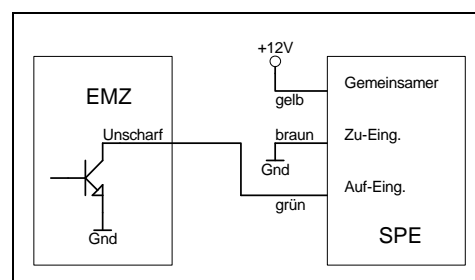 +12V
EMZ
Gemeinsamer
gelb
Unscharf
braun
Zu-Eing.
Gnd
Auf-Eing.
grün
Gnd
SPE